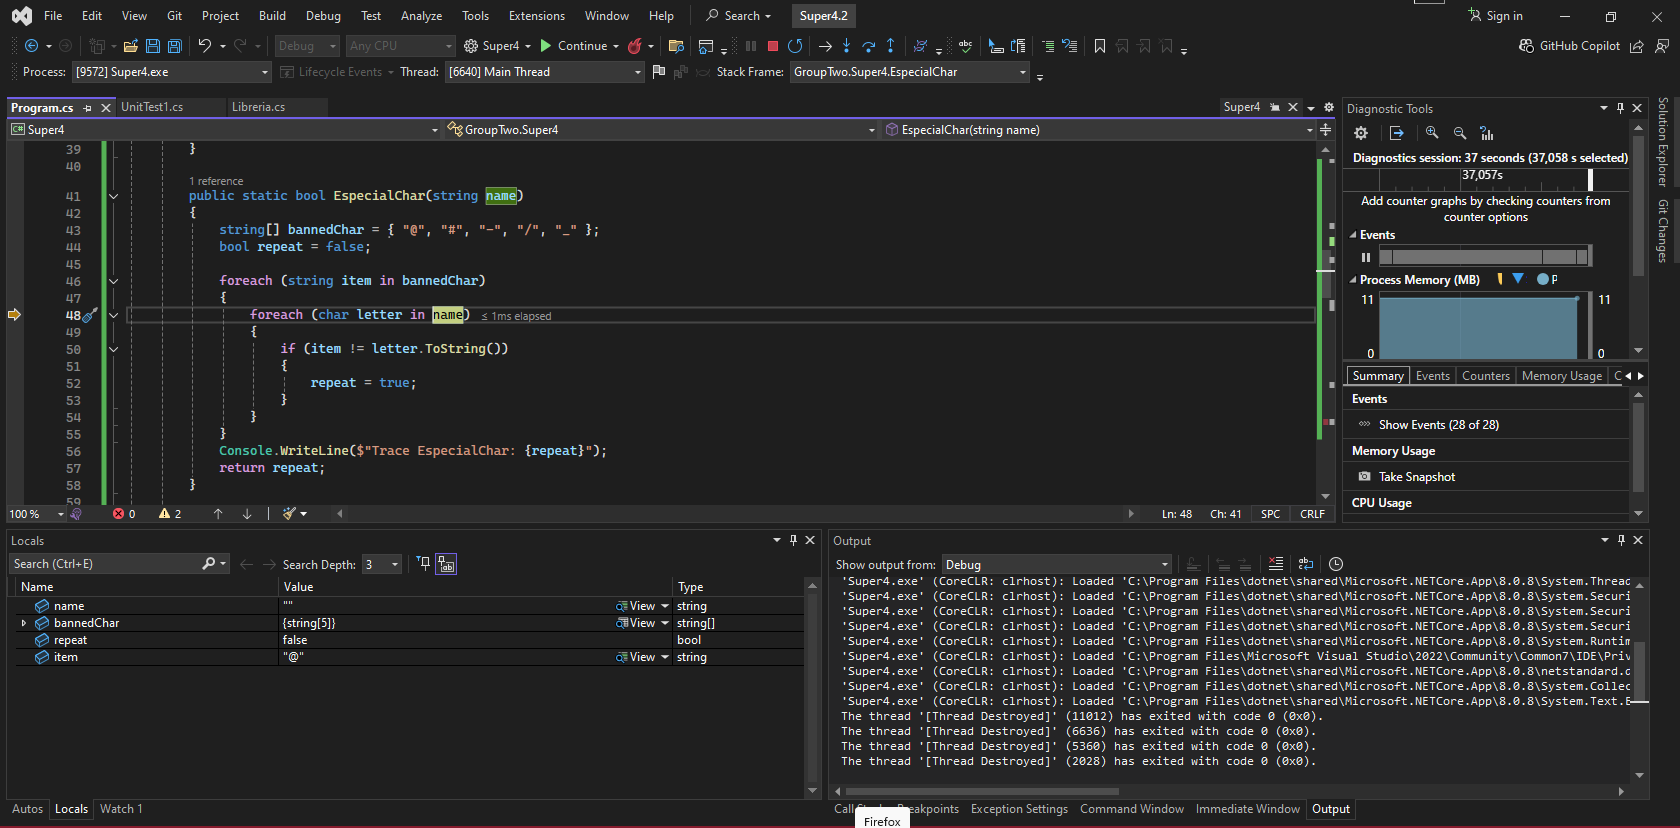 File Edit View Git Project Build Debug Test Analyze Tools Extensions Window Help Search Super4.2 Sign in
Debug Any CPU Super4 Continue GitHub Copilot
Process: [9572] Super4.exe Lifecycle Events Thread: [6640] Main Thread Stack Frame: GroupTwo.Super4.EspecialChar
Program.cs UnitTest1.cs Libreria.cs Super4
C# Super4 GroupTwo.Super4 EspecialChar(string name)
39 }
40
1 reference
41 public static bool EspecialChar(string name)
42 {
43 string[] bannedChar = { "@", "#", "-", "/", "_" };
44 bool repeat = false;
45
46 foreach (string item in bannedChar)
47 {
48 foreach (char letter in name) ≤ 1ms elapsed
49 {
50 if (item != letter.ToString())
51 {
52 repeat = true;
53 }
54 }
55 }
56 Console.WriteLine($"Trace EspecialChar: {repeat}");
57 return repeat;
58 }
59
100 % 0 2 Ln: 48 Ch: 41 SPC CRLF
Diagnostic Tools
Diagnostics session: 37 seconds (37,058 s selected)
37,057s
Add counter graphs by checking counters from
counter options
Events
Process Memory (MB) P
11 11
0 0
Summary Events Counters Memory Usage C
Events
Show Events (28 of 28)
Memory Usage
Take Snapshot
CPU Usage
Solution Explorer
Git Changes
Locals
Search (Ctrl+E) Search Depth: 3
Name Value Type
name "" View string
bannedChar {string[5]} View string[]
repeat false bool
item "@" View string
Autos Locals Watch 1
Output
Show output from: Debug
'Super4.exe' (CoreCLR: clrhost): Loaded 'C:\Program Files\dotnet\shared\Microsoft.NETCore.App\8.0.8\System.Thread
'Super4.exe' (CoreCLR: clrhost): Loaded 'C:\Program Files\dotnet\shared\Microsoft.NETCore.App\8.0.8\System.Securi
'Super4.exe' (CoreCLR: clrhost): Loaded 'C:\Program Files\dotnet\shared\Microsoft.NETCore.App\8.0.8\System.Securi
'Super4.exe' (CoreCLR: clrhost): Loaded 'C:\Program Files\dotnet\shared\Microsoft.NETCore.App\8.0.8\System.Securi
'Super4.exe' (CoreCLR: clrhost): Loaded 'C:\Program Files\dotnet\shared\Microsoft.NETCore.App\8.0.8\System.Runtim
'Super4.exe' (CoreCLR: clrhost): Loaded 'C:\Program Files\Microsoft Visual Studio\2022\Community\Common7\IDE\Priv
'Super4.exe' (CoreCLR: clrhost): Loaded 'C:\Program Files\dotnet\shared\Microsoft.NETCore.App\8.0.8\netstandard.d
'Super4.exe' (CoreCLR: clrhost): Loaded 'C:\Program Files\dotnet\shared\Microsoft.NETCore.App\8.0.8\System.Collec
'Super4.exe' (CoreCLR: clrhost): Loaded 'C:\Program Files\dotnet\shared\Microsoft.NETCore.App\8.0.8\System.Text.E
The thread '[Thread Destroyed]' (11012) has exited with code 0 (0x0).
The thread '[Thread Destroyed]' (6636) has exited with code 0 (0x0).
The thread '[Thread Destroyed]' (5360) has exited with code 0 (0x0).
The thread '[Thread Destroyed]' (2028) has exited with code 0 (0x0).
Call Breakpoints Exception Settings Command Window Immediate Window Output
Firefox